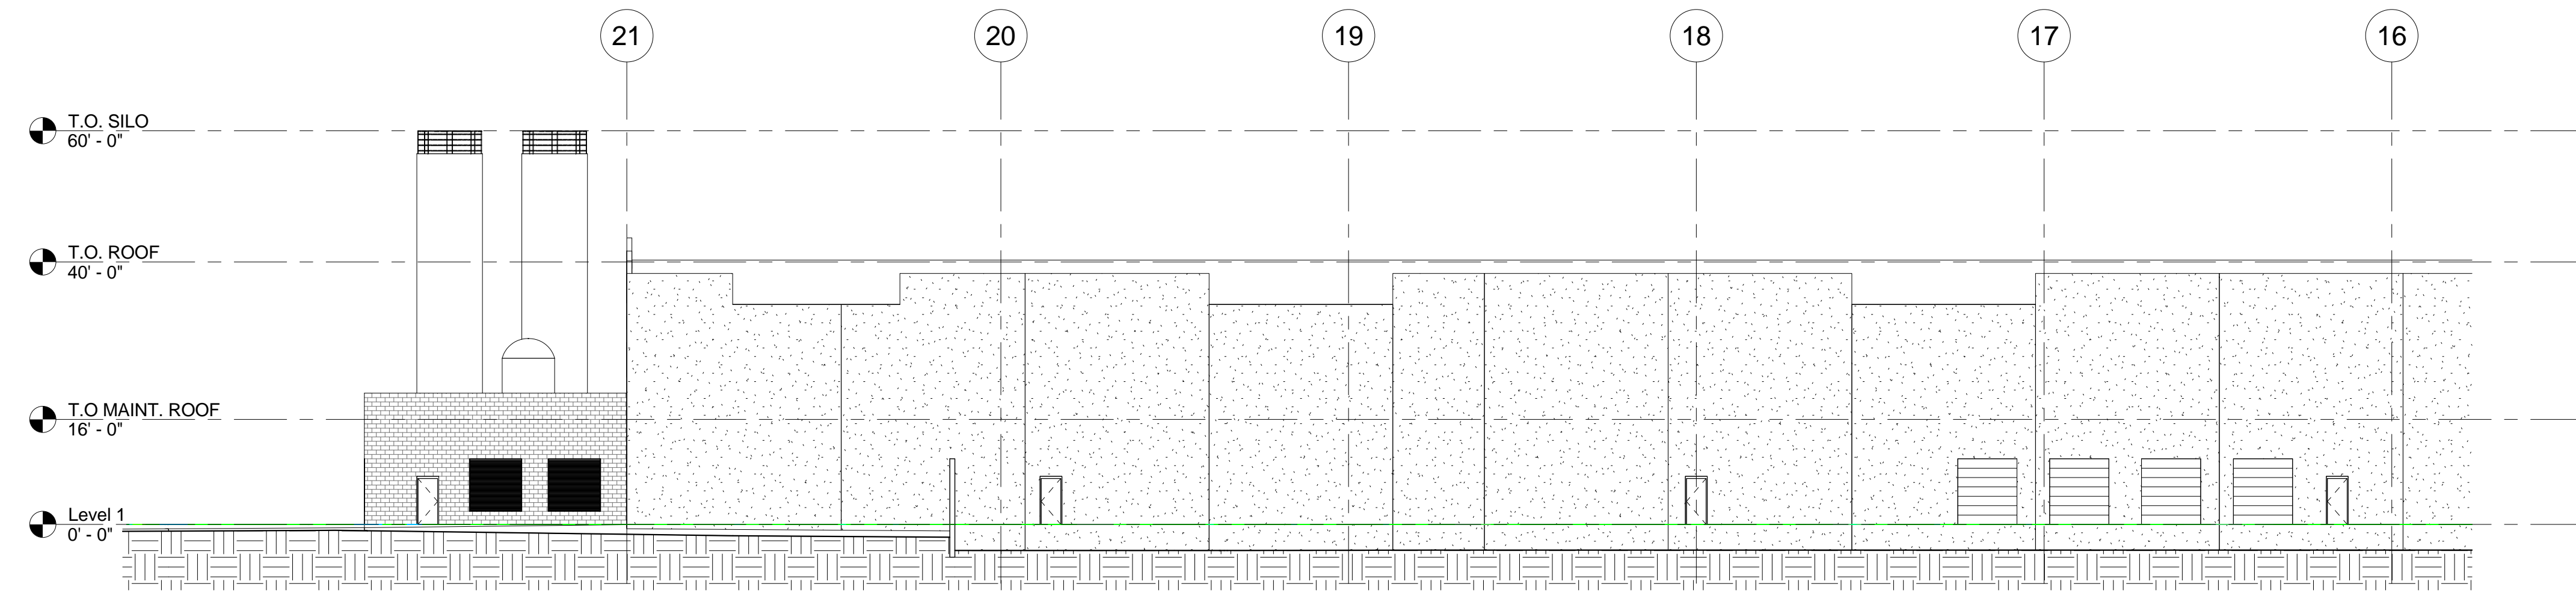 21 20 19 18 17 16
T.O. SILO
60' - 0"
T.O. ROOF
40' - 0"
T.O MAINT. ROOF
16' - 0"
Level 1
0' - 0"